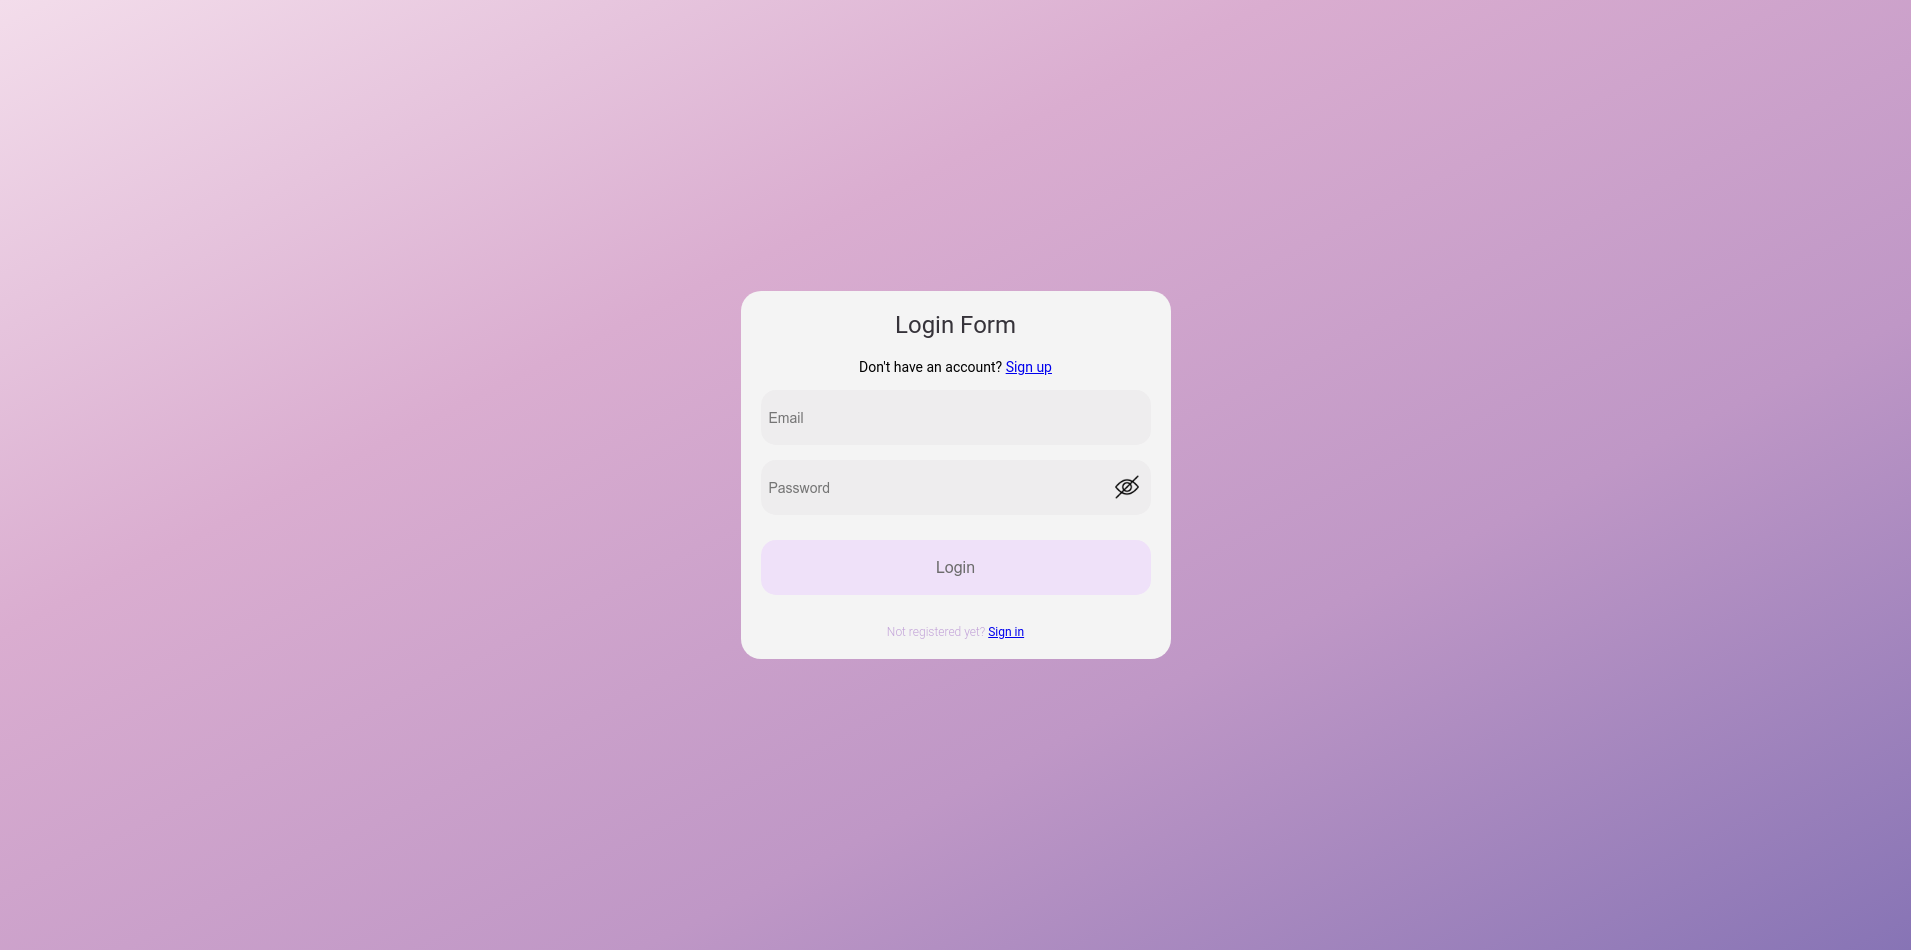 Login Form
Don't have an account? Sign up
Email
Password
Login
Not registered yet? Sign in